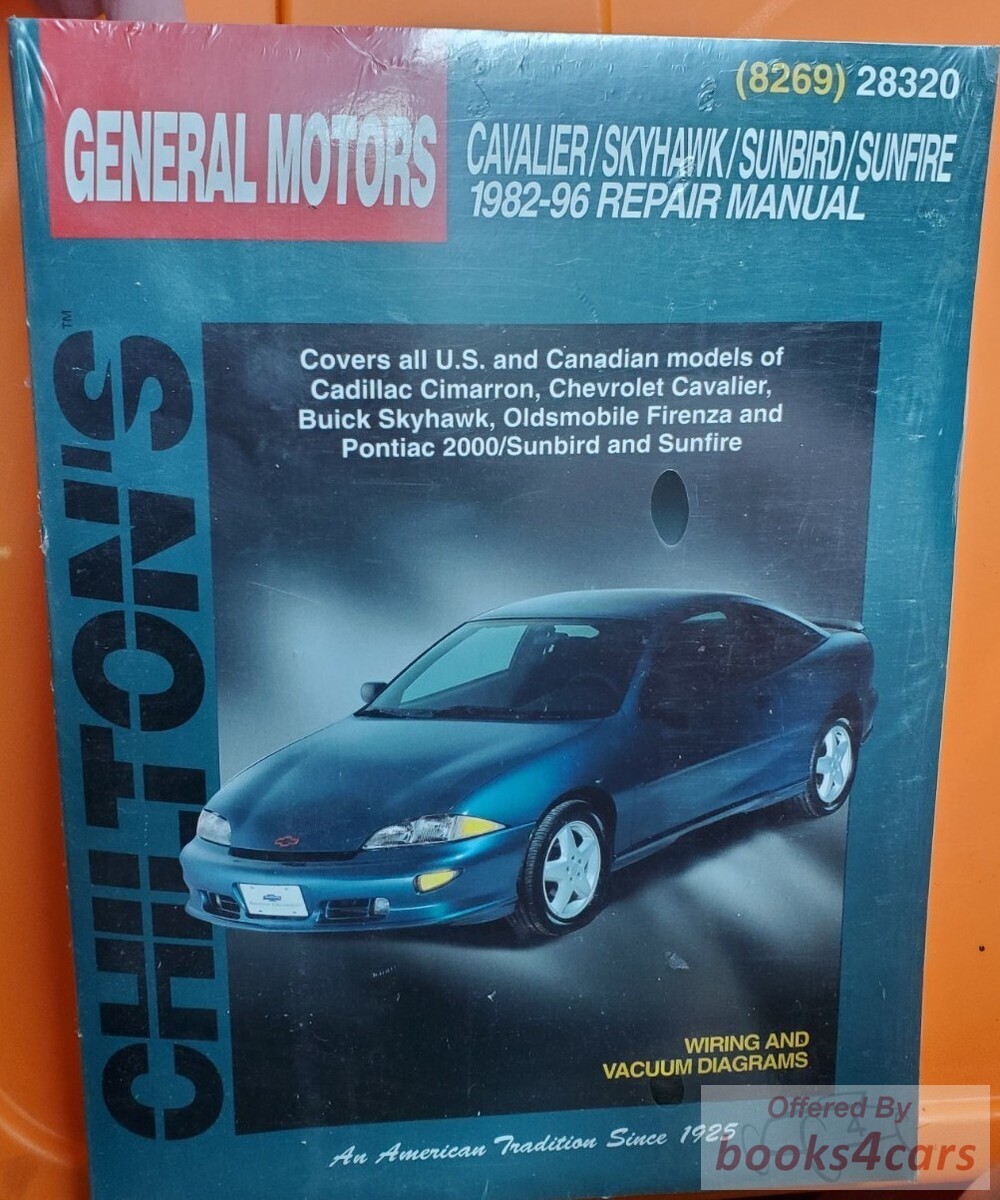 (8269) 28320
GENERAL MOTORS
CAVALIER/SKYHAWK/SUNBIRD/SUNFIRE
1982-96 REPAIR MANUAL
CHILTON'S™
Covers all U.S. and Canadian models of
Cadillac Cimarron, Chevrolet Cavalier,
Buick Skyhawk, Oldsmobile Firenza and
Pontiac 2000/Sunbird and Sunfire
WIRING AND
VACUUM DIAGRAMS
An American Tradition Since 1925
Offered By
books4cars